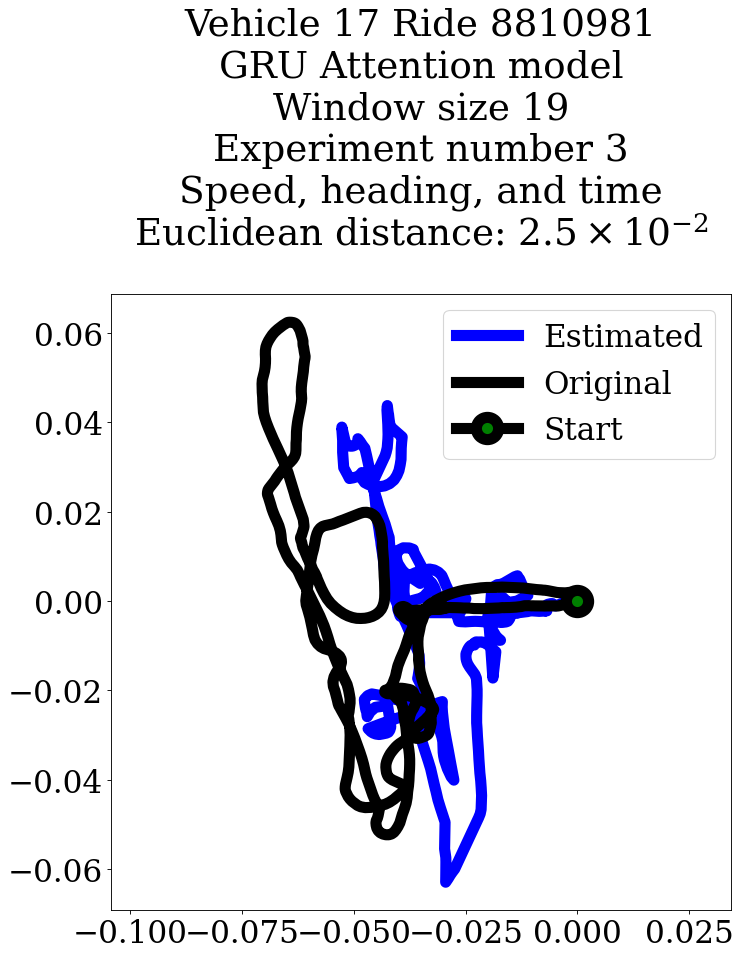 Vehicle 17 Ride 8810981
GRU Attention model
Window size 19
Experiment number 3
Speed, heading, and time
Euclidean distance: 2.5 × 10⁻²
Estimated
Original
Start
0.06
0.04
0.02
0.00
−0.02
−0.04
−0.06
−0.100 −0.075 −0.050 −0.025 0.000 0.025